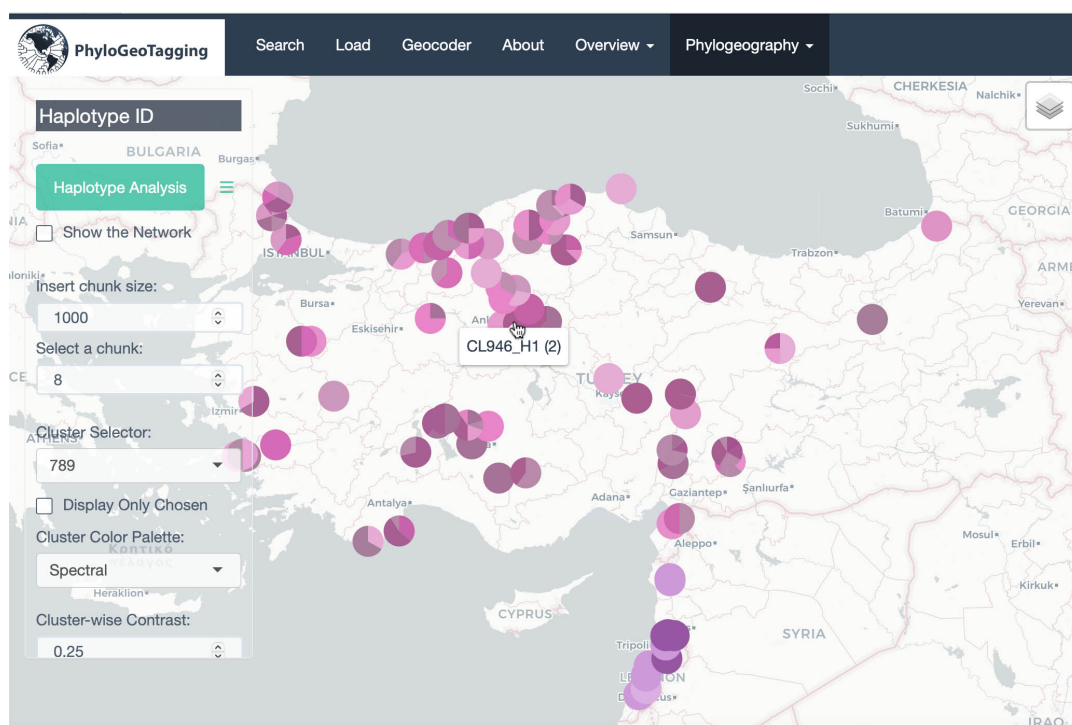 PhyloGeoTagging
Search Load Geocoder About Overview Phylogeography
Haplotype ID
Haplotype Analysis
Show the Network
Insert chunk size:
1000
Select a chunk:
8
Cluster Selector:
789
Display Only Chosen
Cluster Color Palette:
Spectral
Cluster-wise Contrast:
0.25
CL946_H1 (2)
Sochi
CHERKESIA
Nalchik
Sukhumi
Sofia
BULGARIA
Burgas
Batumi
GEORGIA
Samsun
Trabzon
ISTANBUL
Bursa
Eskisehir
Yerevan
Izmir
Antalya
Adana
Gaziantep
Şanlıurfa
Aleppo
Mosul
Erbil
Κρητικό
Πέλαγος
Heraklion
Kirkuk
CYPRUS
SYRIA
Tripoli
IRAQ